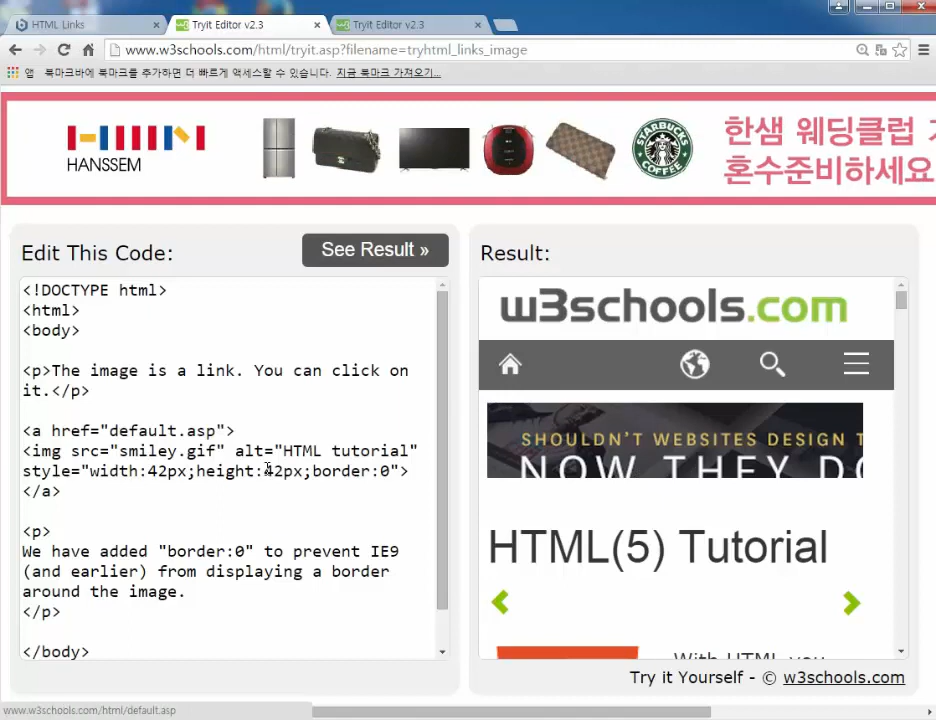 HTML Links
Tryit Editor v2.3
Tryit Editor v2.3
www.w3schools.com/html/tryit.asp?filename=tryhtml_links_image
앱 북마크바에 북마크를 추가하면 더 빠르게 액세스할 수 있습니다. 지금 북마크 가져오기...
HANSSEM
STARBUCKS
COFFEE
한샘 웨딩클럽
혼수준비하세요
Edit This Code:
See Result »
Result:
<!DOCTYPE html>
<html>
<body>
<p>The image is a link. You can click on
it.</p>
<a href="default.asp">
<img src="smiley.gif" alt="HTML tutorial"
style="width:42px;height:42px;border:0">
</a>
<p>
We have added "border:0" to prevent IE9
(and earlier) from displaying a border
around the image.
</p>
</body>
w3schools.com
SHOULDN'T WEBSITES DESIGN T
NOW THEY DO
HTML(5) Tutorial
With HTML you
Try it Yourself - © w3schools.com
www.w3schools.com/html/default.asp